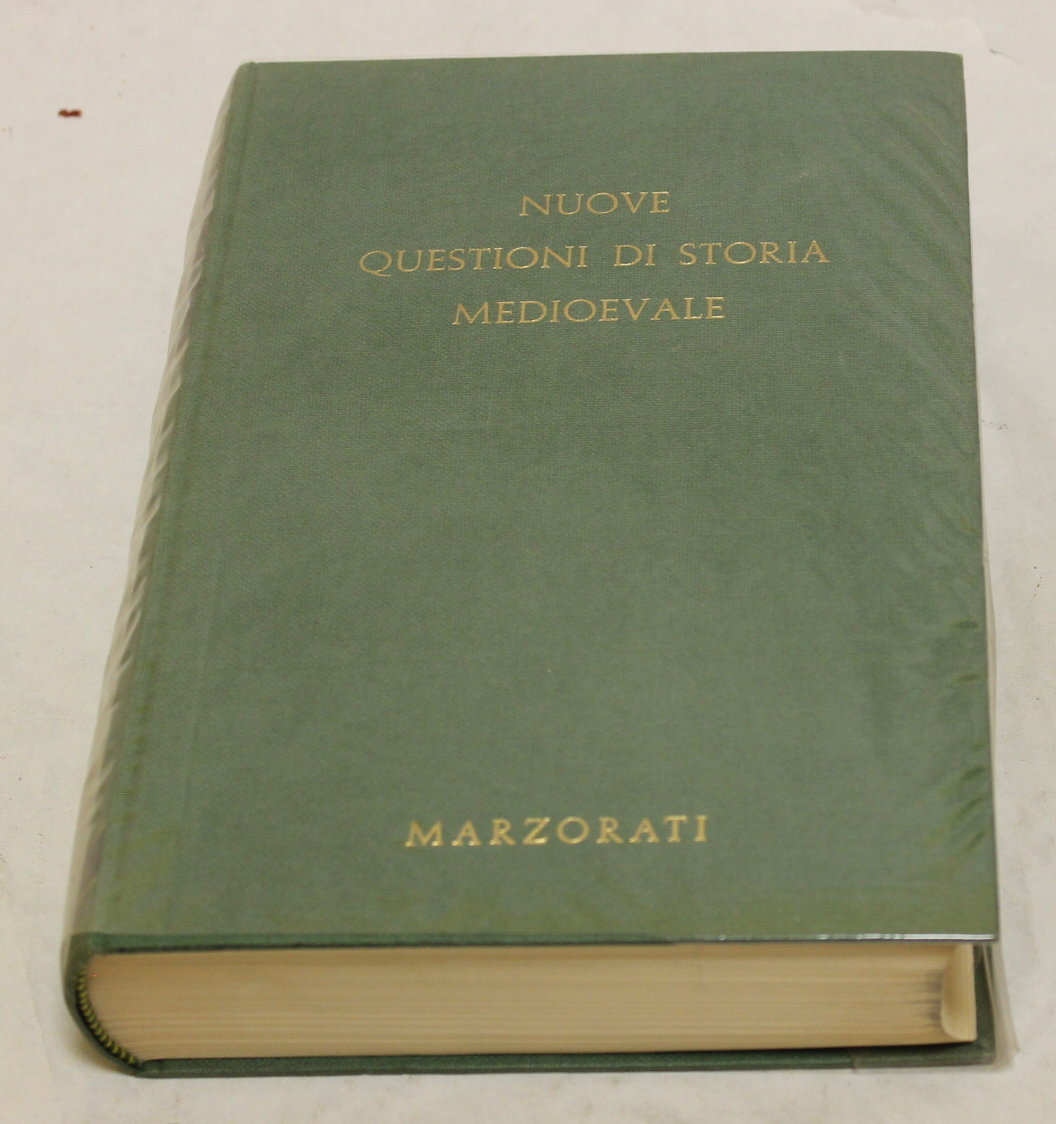 NUOVE
QUESTIONI DI STORIA
MEDIOEVALE
MARZORATI